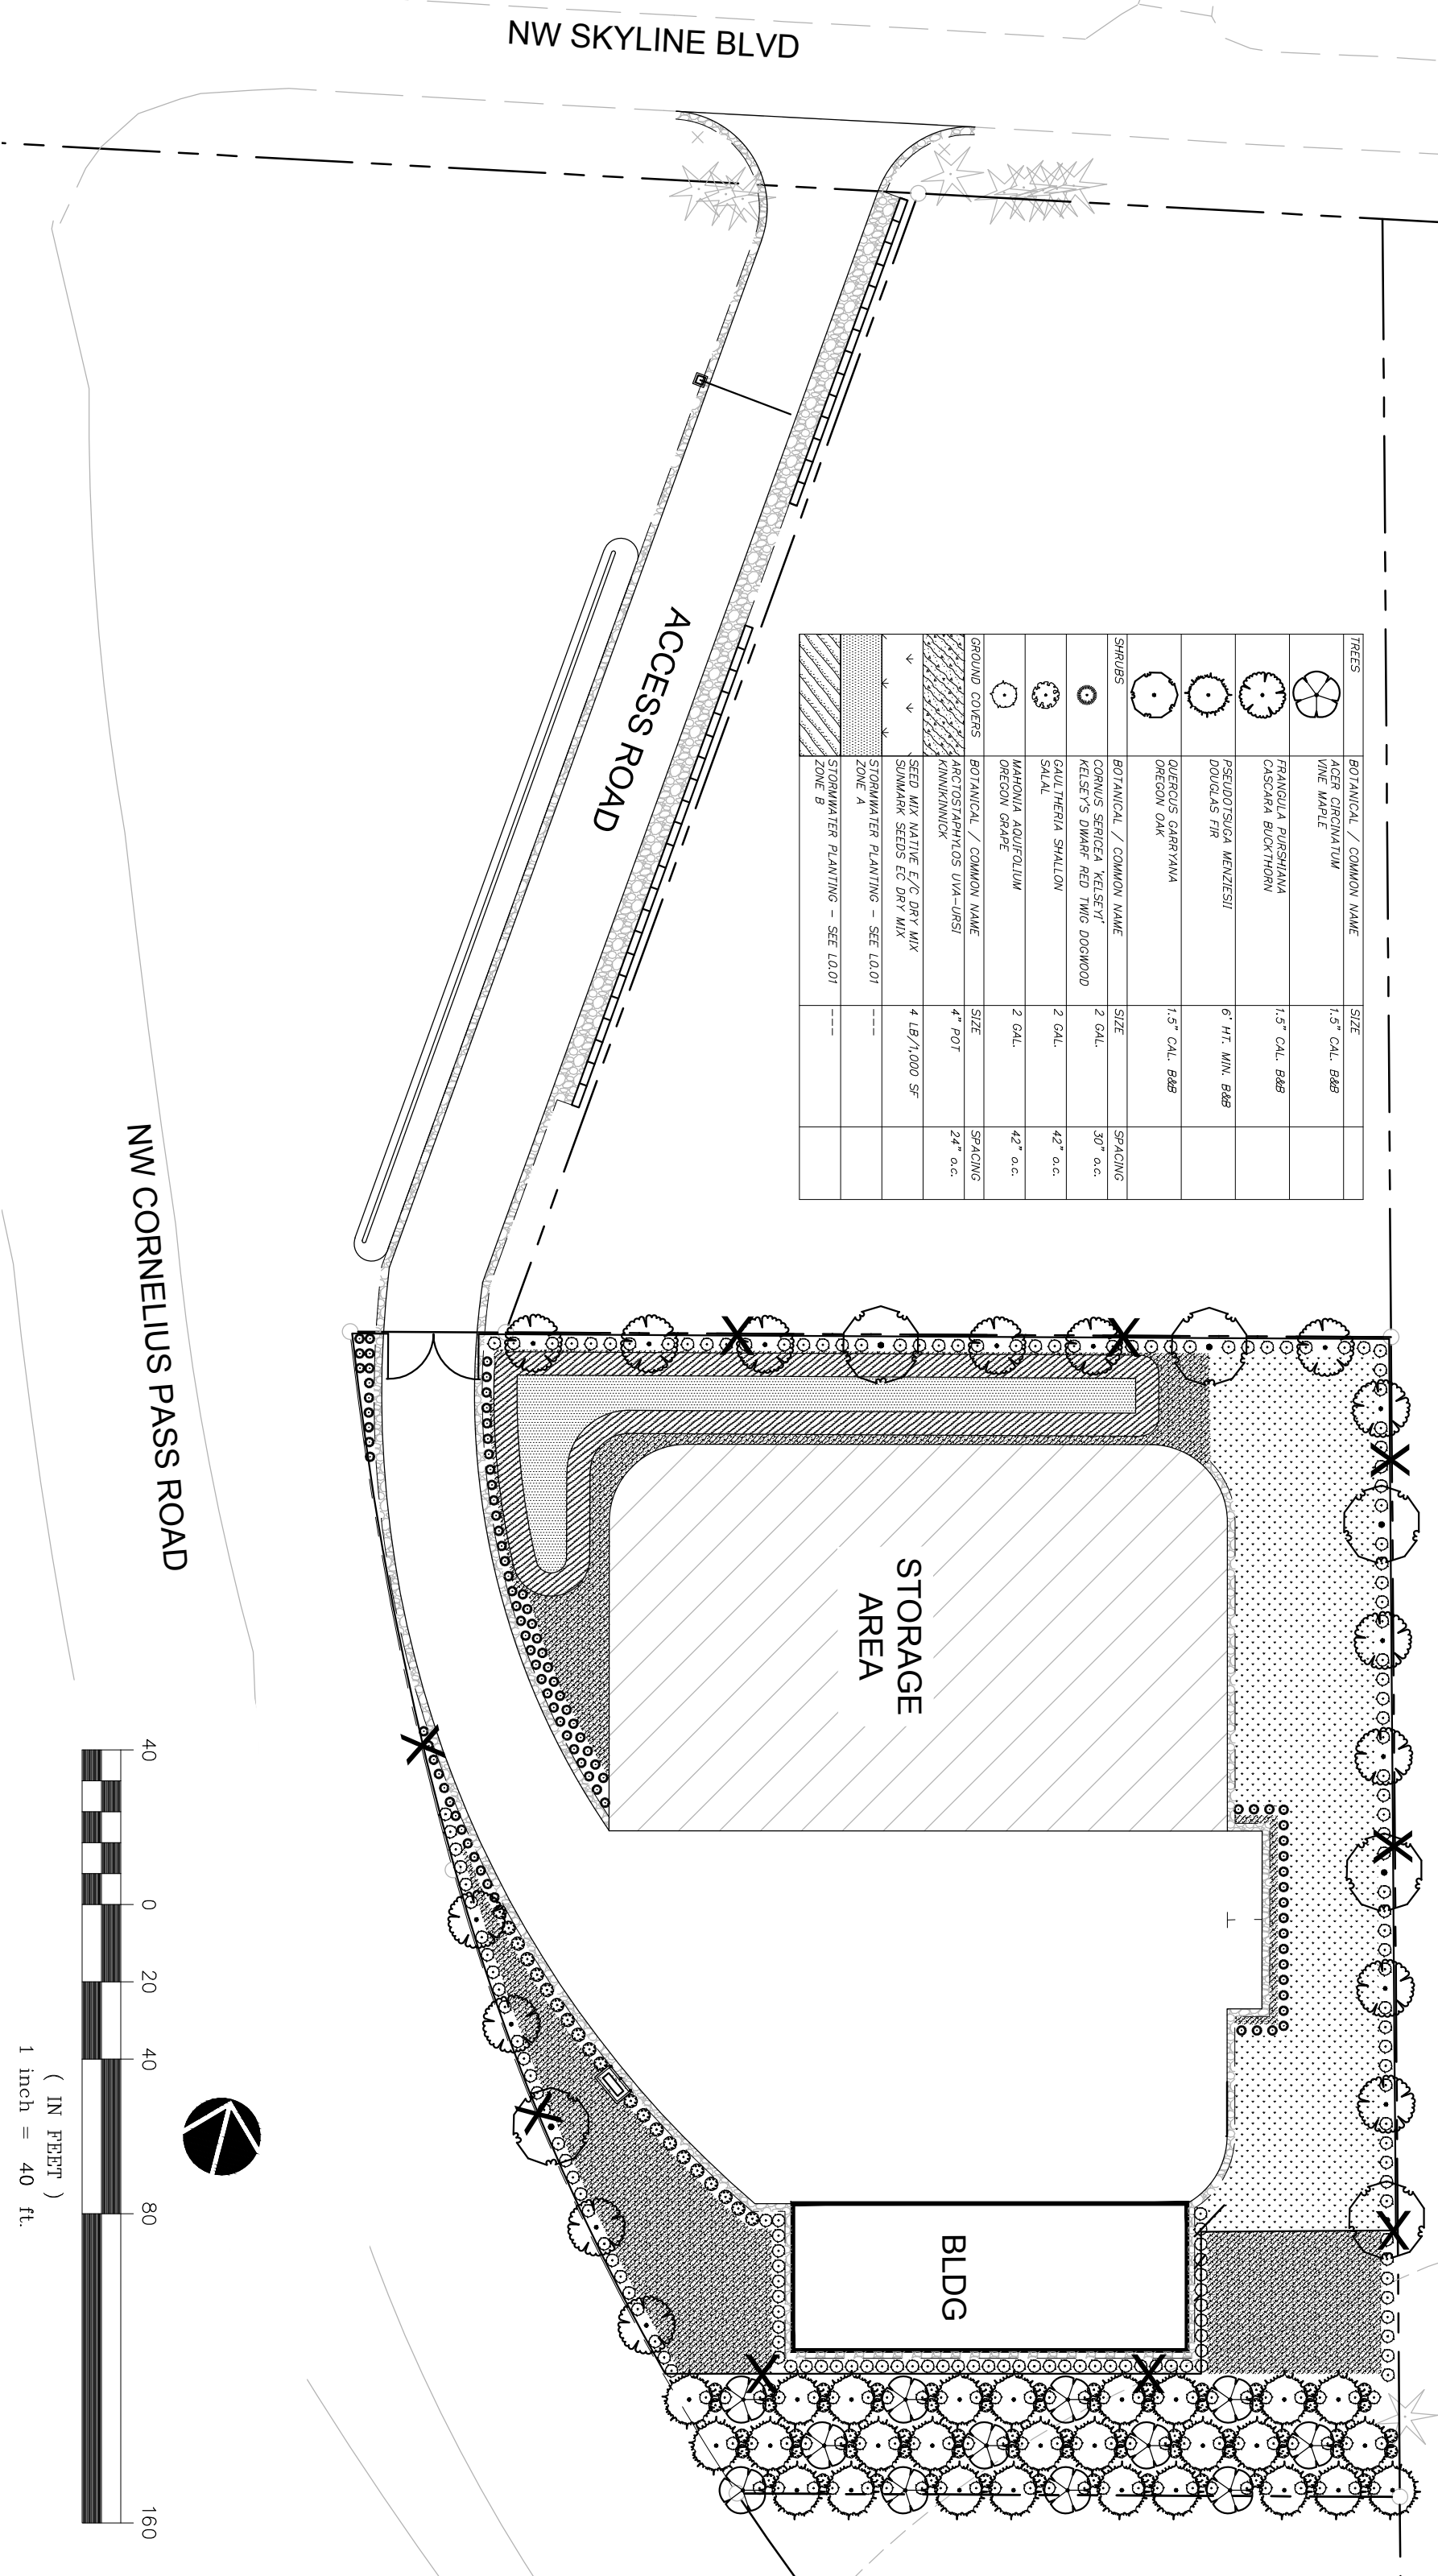 NW SKYLINE BLVD
ACCESS ROAD
NW CORNELIUS PASS ROAD
TREES BOTANICAL / COMMON NAME SIZE
ACER CIRCINATUM 1.5" CAL. B&B
VINE MAPLE
FRANGULA PURSHIANA 1.5" CAL. B&B
CASCARA BUCKTHORN
PSEUDOTSUGA MENZIESII 6' HT. MIN. B&B
DOUGLAS FIR
QUERCUS GARRYANA 1.5" CAL. B&B
OREGON OAK
SHRUBS BOTANICAL / COMMON NAME SIZE SPACING
CORNUS SERICEA 'KELSEYI' 2 GAL. 30" o.c.
KELSEY'S DWARF RED TWIG DOGWOOD
GAULTHERIA SHALLON 2 GAL. 42" o.c.
SALAL
MAHONIA AQUIFOLIUM 2 GAL. 42" o.c.
OREGON GRAPE
GROUND COVERS BOTANICAL / COMMON NAME SIZE SPACING
ARCTOSTAPHYLOS UVA-URSI 4" POT 24" o.c.
KINNIKINNICK
SEED MIX NATIVE E/C DRY MIX 4 LB/1,000 SF
SUNMARK SEEDS EC DRY MIX
STORMWATER PLANTING - SEE L0.01 ---
ZONE A
STORMWATER PLANTING - SEE L0.01 ---
ZONE B
STORAGE
AREA
BLDG
40 0 20 40 80 160
( IN FEET )
1 inch = 40 ft.